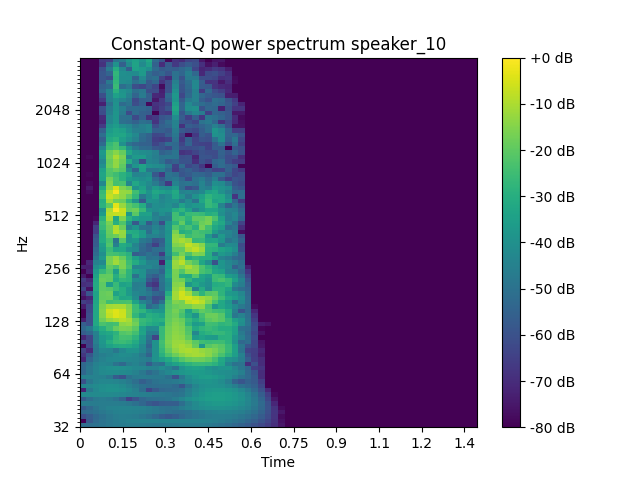 Constant-Q power spectrum speaker_10
Hz
2048
1024
512
256
128
64
32
0 0.15 0.3 0.45 0.6 0.75 0.9 1.1 1.2 1.4
Time
+0 dB
-10 dB
-20 dB
-30 dB
-40 dB
-50 dB
-60 dB
-70 dB
-80 dB